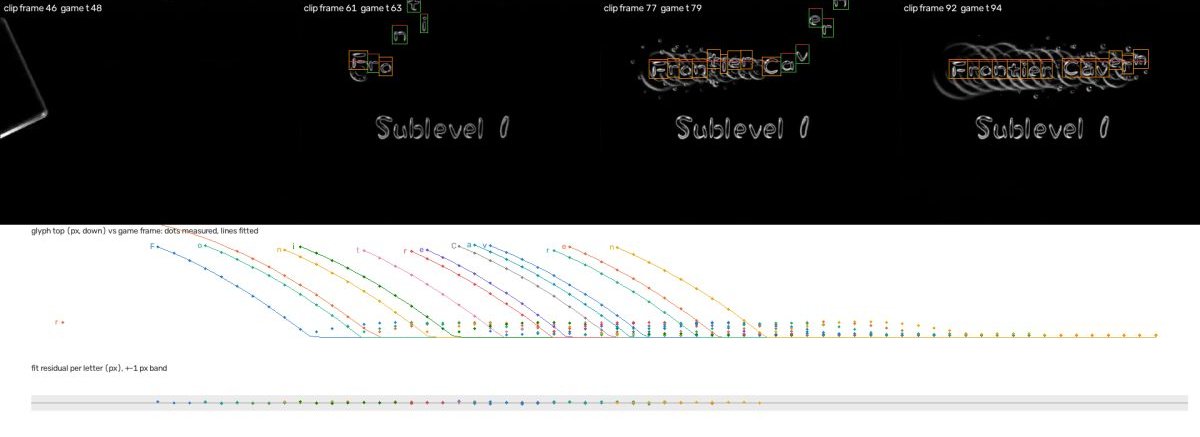 clip frame 46 game t 48
clip frame 61 game t 63
clip frame 77 game t 79
clip frame 92 game t 94
t
i
n
Fro
n
e
r
Frontier Cav
Frontier Cavern
Sublevel 0
Sublevel 0
Sublevel 0
glyph top (px, down) vs game frame: dots measured, lines fitted
F
o
n
i
t
r
e
C
a
v
r
e
n
r
fit residual per letter (px), +-1 px band